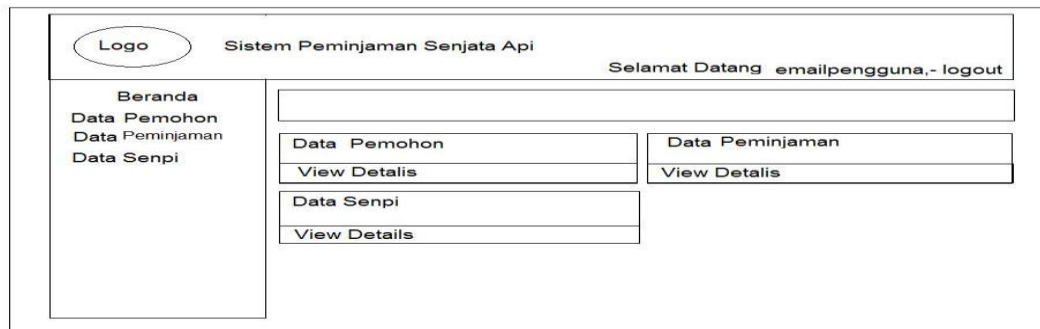 Logo
Sistem Peminjaman Senjata Api
Selamat Datang emailpengguna,- logout
Beranda
Data Pemohon
Data Peminjaman
Data Senpi
Data Pemohon
View Detalis
Data Peminjaman
View Detalis
Data Senpi
View Details